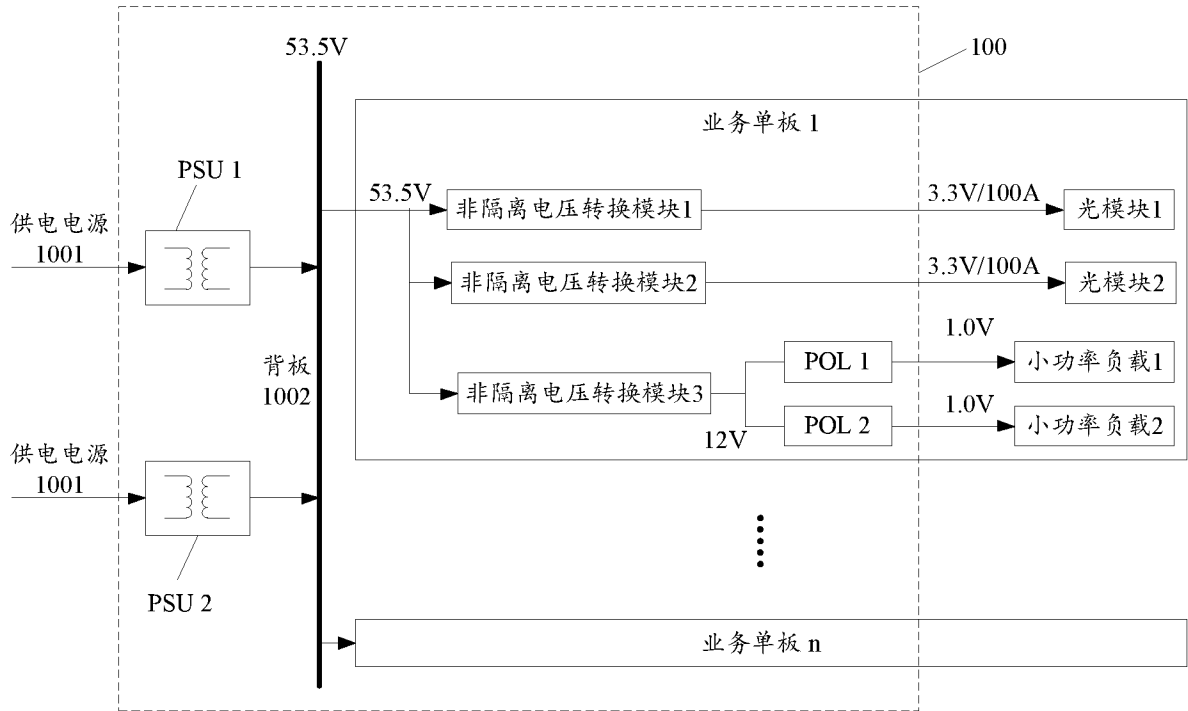 53.5V
100
业务单板 1
PSU 1
供电电源
1001
53.5V
非隔离电压转换模块1
3.3V/100A
光模块1
非隔离电压转换模块2
3.3V/100A
光模块2
背板
1002
非隔离电压转换模块3
12V
POL 1
1.0V
小功率负载1
POL 2
1.0V
小功率负载2
供电电源
1001
PSU 2
业务单板 n